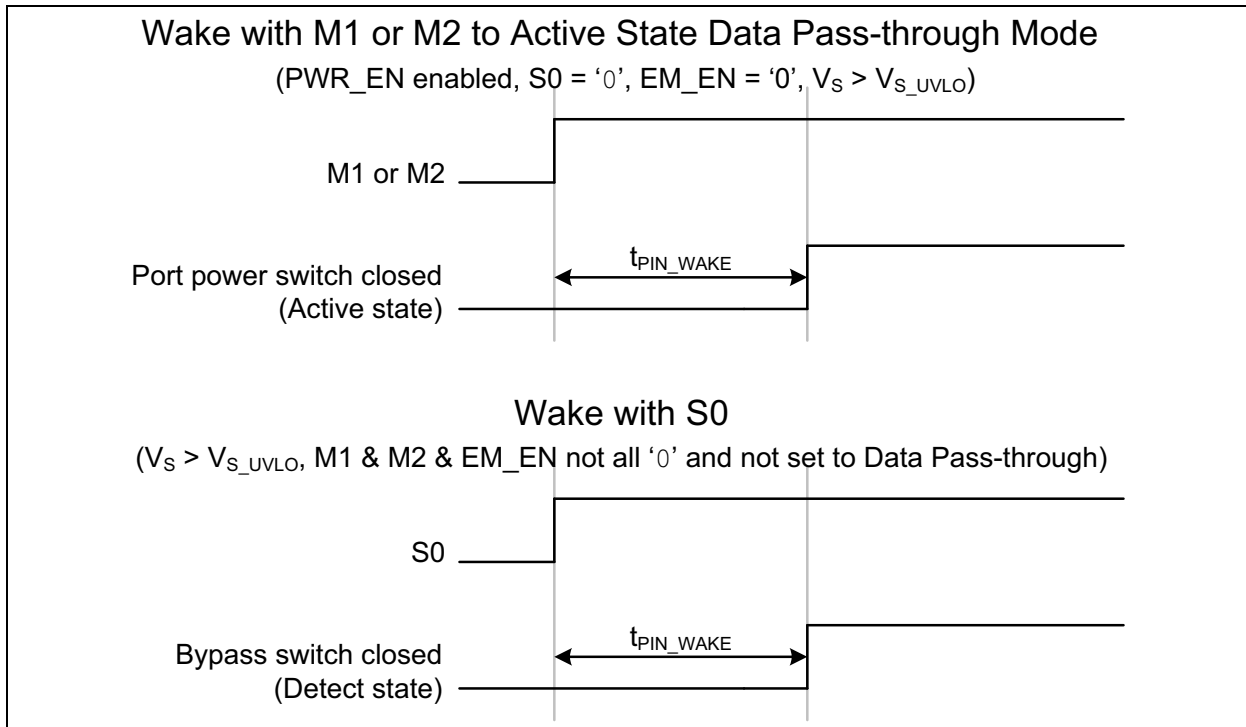 Wake with M1 or M2 to Active State Data Pass-through Mode
(PWR_EN enabled, S0 = ‘0’, EM_EN = ‘0’, VS > VS_UVLO)
M1 or M2
tPIN_WAKE
Port power switch closed
(Active state)
Wake with S0
(VS > VS_UVLO, M1 & M2 & EM_EN not all ‘0’ and not set to Data Pass-through)
S0
tPIN_WAKE
Bypass switch closed
(Detect state)